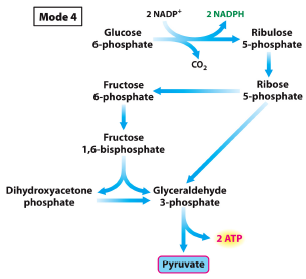 Mode 4
2 NADP⁺ 2 NADPH
Glucose
6-phosphate
Ribulose
5-phosphate
CO₂
Fructose
6-phosphate
Ribose
5-phosphate
Fructose
1,6-bisphosphate
Dihydroxyacetone
phosphate
Glyceraldehyde
3-phosphate
2 ATP
Pyruvate